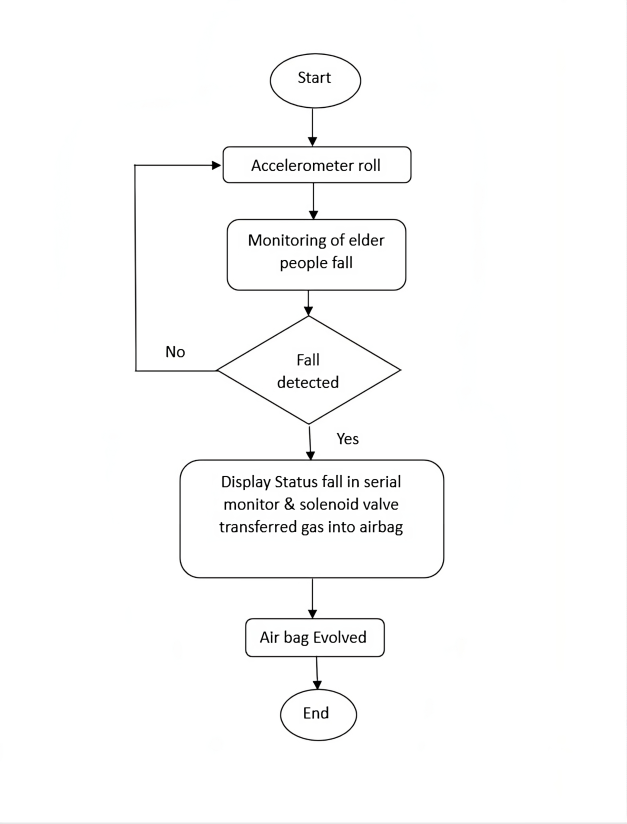 Start
Accelerometer roll
Monitoring of elder
people fall
Fall
detected
No
Yes
Display Status fall in serial
monitor & solenoid valve
transferred gas into airbag
Air bag Evolved
End